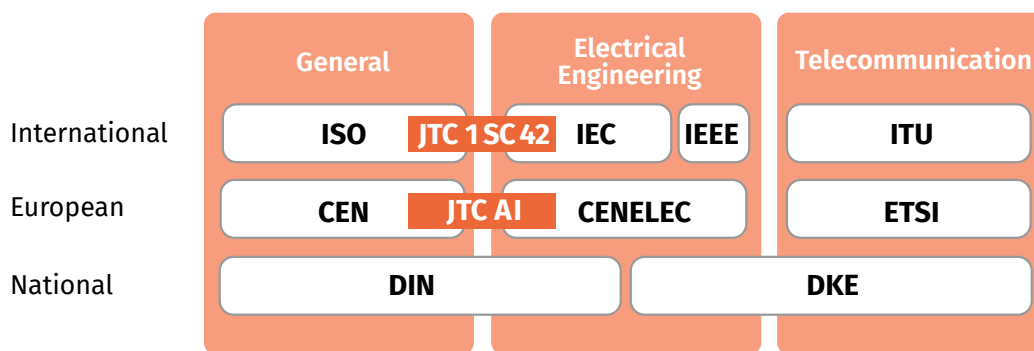 General
Electrical
Engineering
Telecommunication
International
ISO
JTC 1 SC 42
IEC
IEEE
ITU
European
CEN
JTC AI
CENELEC
ETSI
National
DIN
DKE